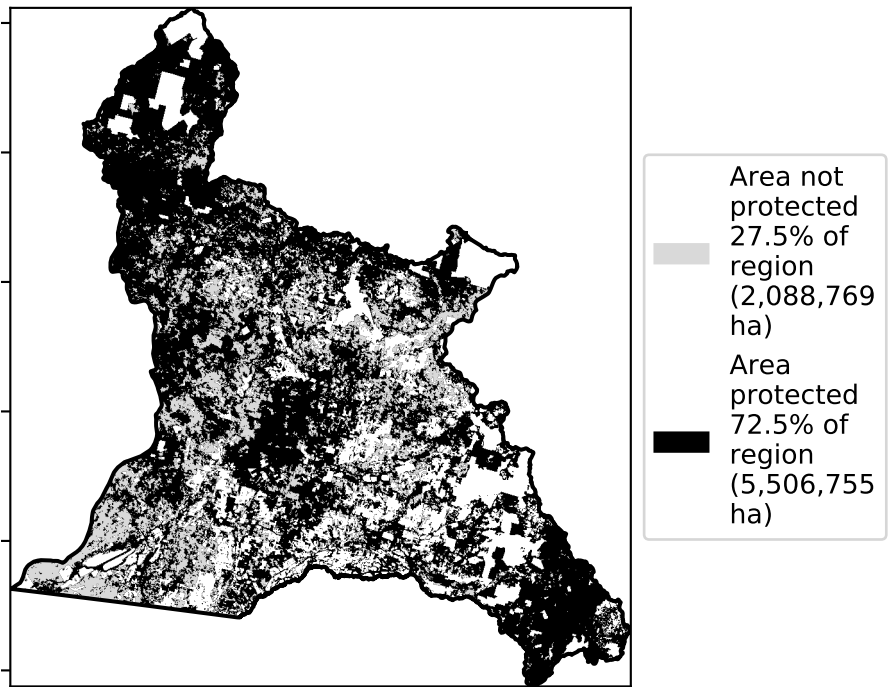 Area not
protected
27.5% of
region
(2,088,769
ha)
Area
protected
72.5% of
region
(5,506,755
ha)